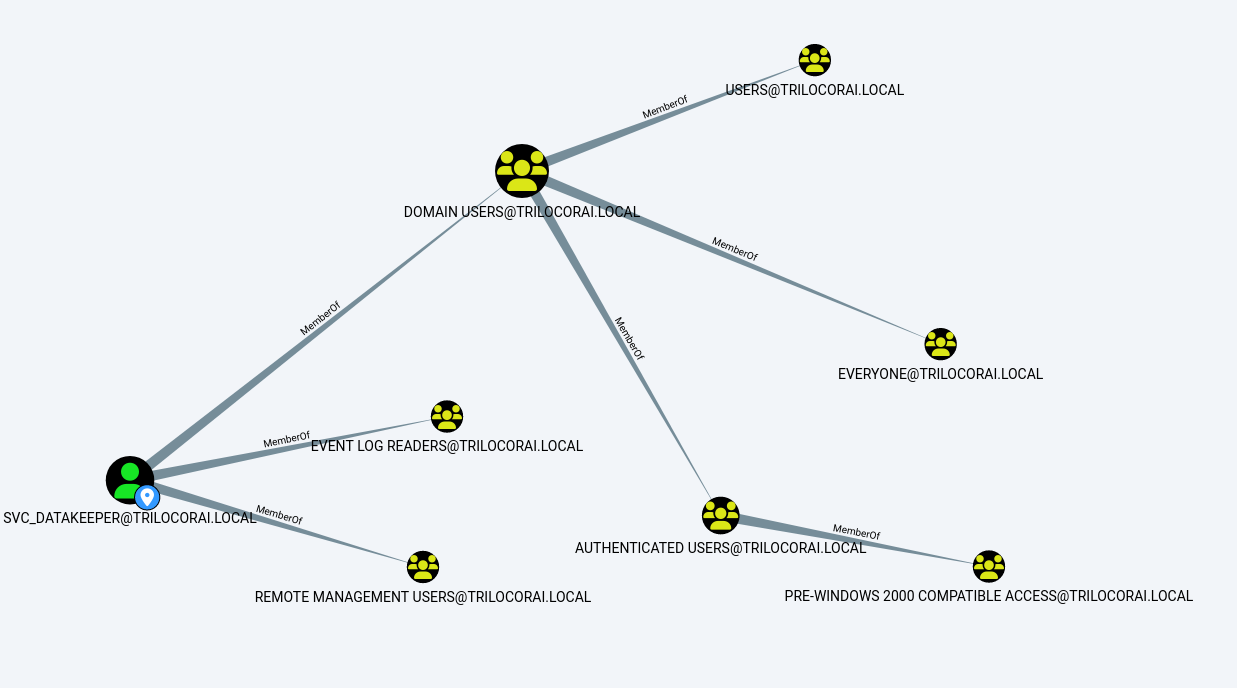 USERS@TRILOCORAI.LOCAL
MemberOf
DOMAIN USERS@TRILOCORAI.LOCAL
MemberOf
MemberOf
MemberOf
EVERYONE@TRILOCORAI.LOCAL
MemberOf
EVENT LOG READERS@TRILOCORAI.LOCAL
SVC_DATAKEEPER@TRILOCORAI.LOCAL
MemberOf
MemberOf
AUTHENTICATED USERS@TRILOCORAI.LOCAL
REMOTE MANAGEMENT USERS@TRILOCORAI.LOCAL
PRE-WINDOWS 2000 COMPATIBLE ACCESS@TRILOCORAI.LOCAL